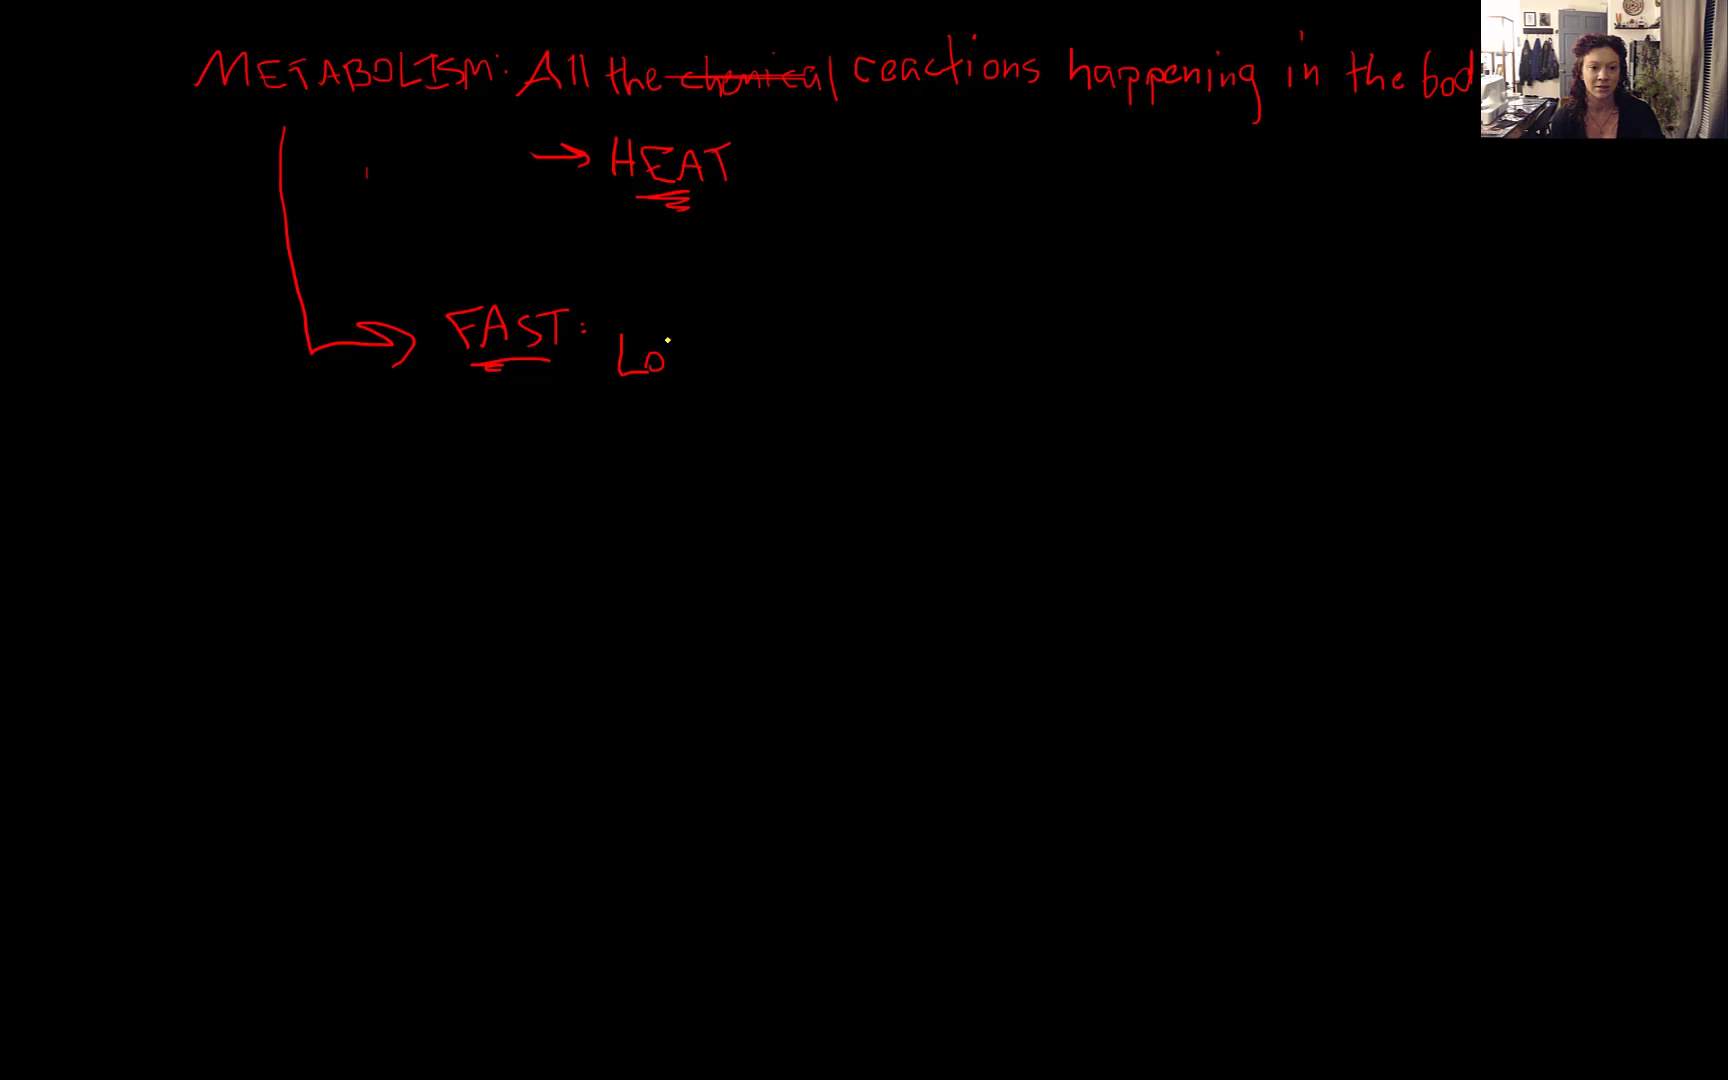 METABOLISM: All the chemical reactions happening in the bod
→ HEAT
FAST: Lo